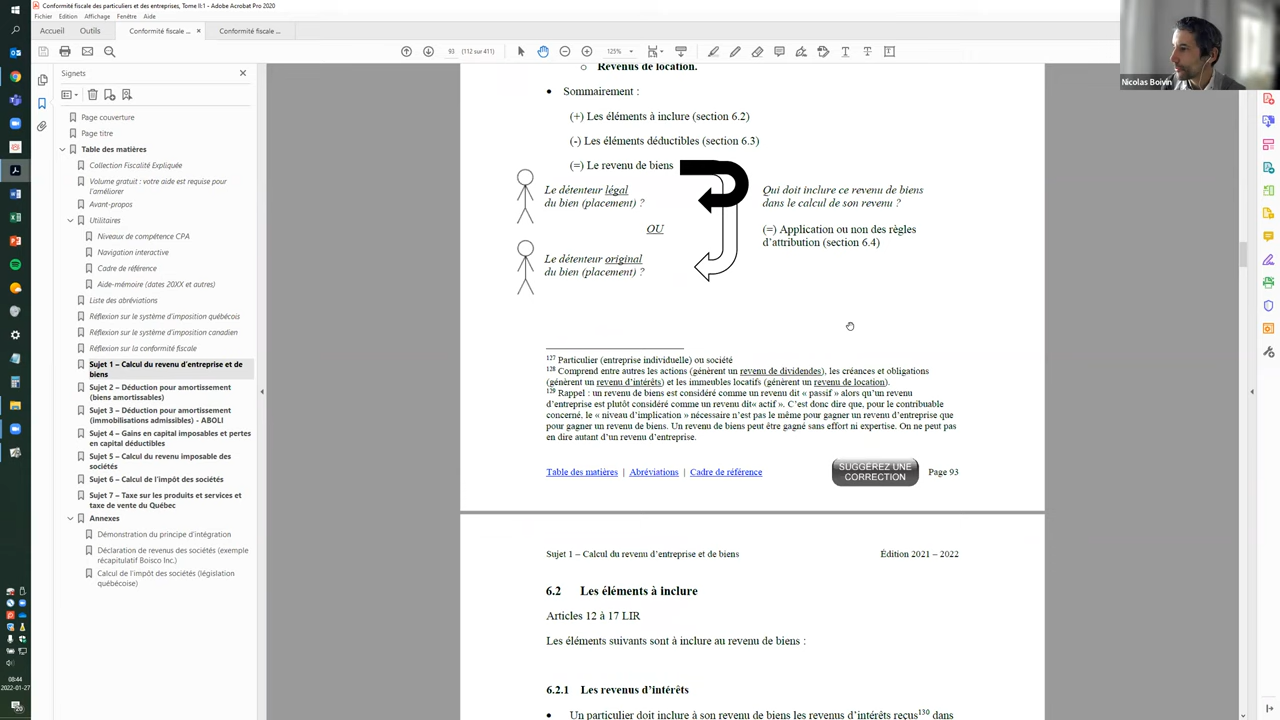 Conformité fiscale des particuliers et des entreprises, Tome II:1 - Adobe Acrobat Pro 2020
Fichier Edition Affichage Fenêtre Aide
Accueil Outils Conformité fiscale ... × Conformité fiscale ...
93 (112 sur 411) 125%
Signets
Page couverture
Page titre
Table des matières
Collection Fiscalité Expliquée
Volume gratuit : votre aide est requise pour
l'améliorer
Avant-propos
Utilitaires
Niveaux de compétence CPA
Navigation interactive
Cadre de référence
Aide-mémoire (dates 20XX et autres)
Liste des abréviations
Réflexion sur le système d'imposition québécois
Réflexion sur le système d'imposition canadien
Réflexion sur la conformité fiscale
Sujet 1 – Calcul du revenu d'entreprise et de
biens
Sujet 2 – Déduction pour amortissement
(biens amortissables)
Sujet 3 – Déduction pour amortissement
(immobilisations admissibles) - ABOLI
Sujet 4 – Gains en capital imposables et pertes
en capital déductibles
Sujet 5 – Calcul du revenu imposable des
sociétés
Sujet 6 – Calcul de l'impôt des sociétés
Sujet 7 – Taxe sur les produits et services et
taxe de vente du Québec
Annexes
Démonstration du principe d'intégration
Déclaration de revenus des sociétés (exemple
récapitulatif Boisco Inc.)
Calcul de l'impôt des sociétés (législation
québécoise)
08:44
2022-01-27
Nicolas Boivin
o Revenus de location.
• Sommairement :
(+) Les éléments à inclure (section 6.2)
(-) Les éléments déductibles (section 6.3)
(=) Le revenu de biens
Le détenteur légal
du bien (placement) ?
OU
Le détenteur original
du bien (placement) ?
Qui doit inclure ce revenu de biens
dans le calcul de son revenu ?
(=) Application ou non des règles
d'attribution (section 6.4)
127 Particulier (entreprise individuelle) ou société
128 Comprend entre autres les actions (génèrent un revenu de dividendes), les créances et obligations
(génèrent un revenu d'intérêts) et les immeubles locatifs (génèrent un revenu de location).
129 Rappel : un revenu de biens est considéré comme un revenu dit « passif » alors qu'un revenu
d'entreprise est plutôt considéré comme un revenu dit« actif ». C'est donc dire que, pour le contribuable
concerné, le « niveau d'implication » nécessaire n'est pas le même pour gagner un revenu d'entreprise que
pour gagner un revenu de biens. Un revenu de biens peut être gagné sans effort ni expertise. On ne peut pas
en dire autant d'un revenu d'entreprise.
Table des matières | Abréviations | Cadre de référence
SUGGEREZ UNE
CORRECTION
Page 93
Sujet 1 – Calcul du revenu d'entreprise et de biens Édition 2021 – 2022
6.2 Les éléments à inclure
Articles 12 à 17 LIR
Les éléments suivants sont à inclure au revenu de biens :
6.2.1 Les revenus d'intérêts
• Un particulier doit inclure à son revenu de biens les revenus d'intérêts reçus130 dans